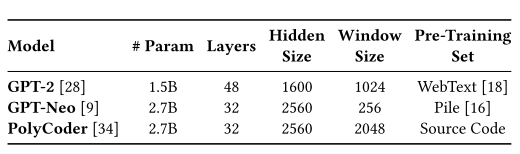 Model # Param Layers Hidden Size Window Size Pre-Training Set
GPT-2 [28] 1.5B 48 1600 1024 WebText [18]
GPT-Neo [9] 2.7B 32 2560 256 Pile [16]
PolyCoder [34] 2.7B 32 2560 2048 Source Code